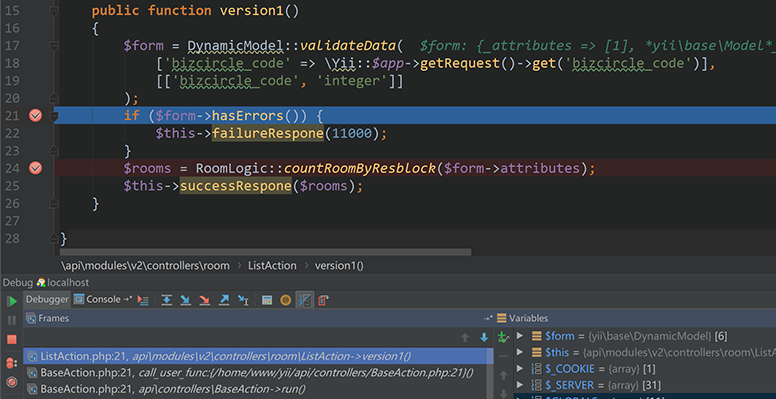 15 public function version1()
16 {
17 $form = DynamicModel::validateData( $form: {_attributes => [1], *yii\base\Model*_
18 ['bizcircle_code' => \Yii::$app->getRequest()->get('bizcircle_code')],
19 [['bizcircle_code', 'integer']]
20 );
21 if ($form->hasErrors()) {
22 $this->failureRespone(11000);
23 }
24 $rooms = RoomLogic::countRoomByResblock($form->attributes);
25 $this->successRespone($rooms);
26 }
27
28 }
\api\modules\v2\controllers\room › ListAction › version1()
Debug localhost
Debugger Console
Frames
Variables
ListAction.php:21, api\modules\v2\controllers\room\ListAction->version1()
BaseAction.php:21, call_user_func:{/home/www/yii/api/controllers/BaseAction.php:21}()
BaseAction.php:21, api\controllers\BaseAction->run()
$form = {yii\base\DynamicModel} [6]
$this = {api\modules\v2\controllers\room\ListA
$_COOKIE = {array} [1]
$_SERVER = {array} [31]